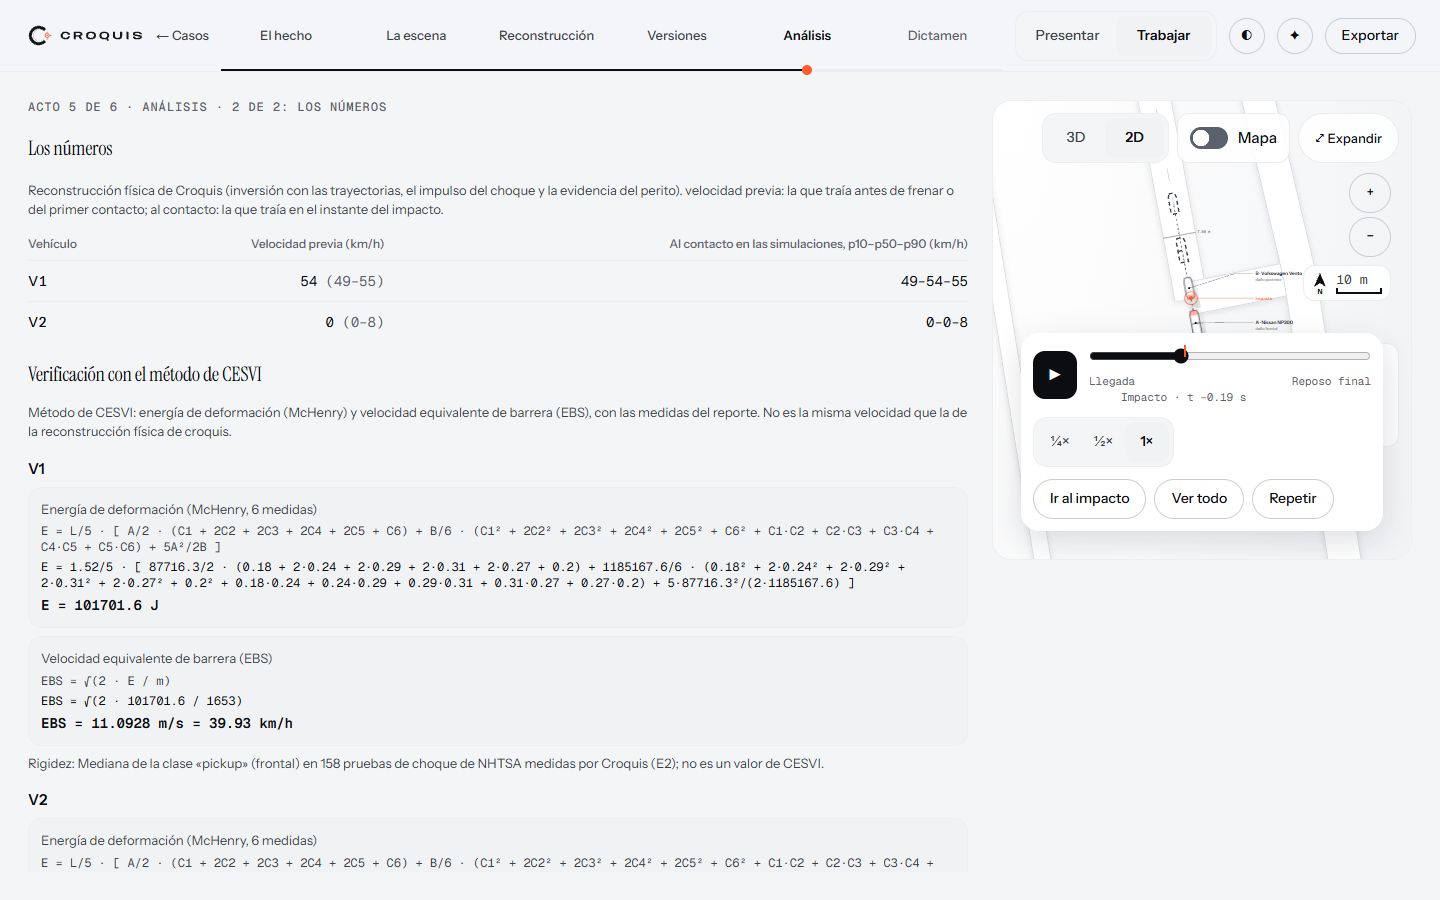 CROQUIS
← Casos
El hecho
La escena
Reconstrucción
Versiones
Análisis
Dictamen
Presentar
Trabajar
Exportar
ACTO 5 DE 6 · ANÁLISIS · 2 DE 2: LOS NÚMEROS
Los números
Reconstrucción física de Croquis (inversión con las trayectorias, el impulso del choque y la evidencia del perito). velocidad previa: la que traía antes de frenar o
del primer contacto; al contacto: la que traía en el instante del impacto.
Vehículo Velocidad previa (km/h) Al contacto en las simulaciones, p10–p50–p90 (km/h)
V1 54 (49–55) 49–54–55
V2 0 (0–8) 0–0–8
Verificación con el método de CESVI
Método de CESVI: energía de deformación (McHenry) y velocidad equivalente de barrera (EBS), con las medidas del reporte. No es la misma velocidad que la de
la reconstrucción física de croquis.
V1
Energía de deformación (McHenry, 6 medidas)
E = L/5 · [ A/2 · (C1 + 2C2 + 2C3 + 2C4 + 2C5 + C6) + B/6 · (C1² + 2C2² + 2C3² + 2C4² + 2C5² + C6² + C1·C2 + C2·C3 + C3·C4 +
C4·C5 + C5·C6) + 5A²/2B ]
E = 1.52/5 · [ 87716.3/2 · (0.18 + 2·0.24 + 2·0.29 + 2·0.31 + 2·0.27 + 0.2) + 1185167.6/6 · (0.18² + 2·0.24² + 2·0.29² +
2·0.31² + 2·0.27² + 0.2² + 0.18·0.24 + 0.24·0.29 + 0.29·0.31 + 0.31·0.27 + 0.27·0.2) + 5·87716.3²/(2·1185167.6) ]
E = 101701.6 J
Velocidad equivalente de barrera (EBS)
EBS = √(2 · E / m)
EBS = √(2 · 101701.6 / 1653)
EBS = 11.0928 m/s = 39.93 km/h
Rigidez: Mediana de la clase «pickup» (frontal) en 158 pruebas de choque de NHTSA medidas por Croquis (E2); no es un valor de CESVI.
V2
Energía de deformación (McHenry, 6 medidas)
E = L/5 · [ A/2 · (C1 + 2C2 + 2C3 + 2C4 + 2C5 + C6) + B/6 · (C1² + 2C2² + 2C3² + 2C4² + 2C5² + C6² + C1·C2 + C2·C3 + C3·C4 +
3D
2D
Mapa
⤢ Expandir
+
−
N
10 m
B · Volkswagen Vento
A · Nissan NP300
Llegada
Reposo final
Impacto · t −0.19 s
¼×
½×
1×
Ir al impacto
Ver todo
Repetir